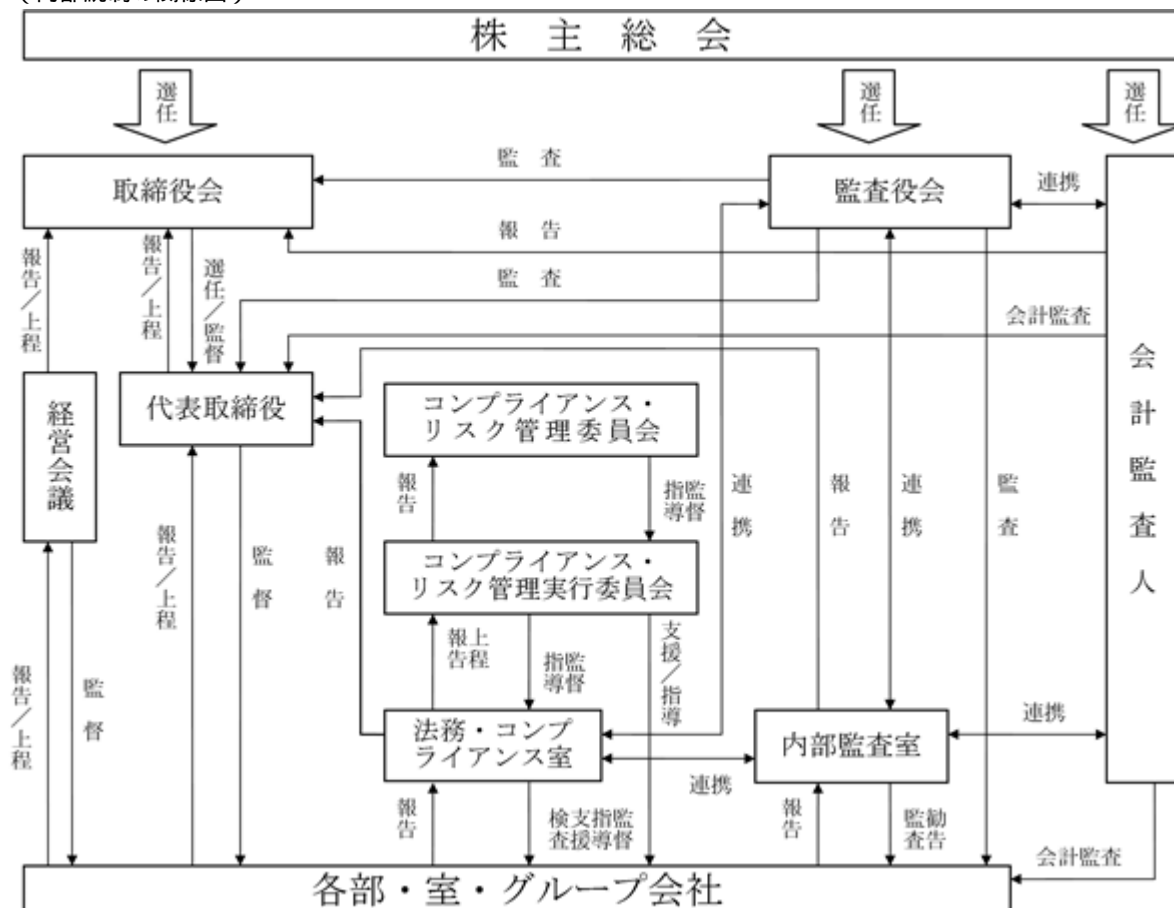 株主総会
選任
選任
選任
取締役会
監査
監査役会
連携
報告
監査
会計監査
報告/上程
報告/上程
選任/監督
会計監査人
経営会議
代表取締役
コンプライアンス・
リスク管理委員会
報告
指導
監督
連携
報告
連携
監査
報告/上程
監督
報告
コンプライアンス・
リスク管理実行委員会
報告
上程
指導
監督
支援/指導
報告/上程
監督
法務・コンプ
ライアンス室
連携
内部監査室
連携
報告
検査
支援
指導
監督
報告
監査
勧告
会計監査
各部・室・グループ会社